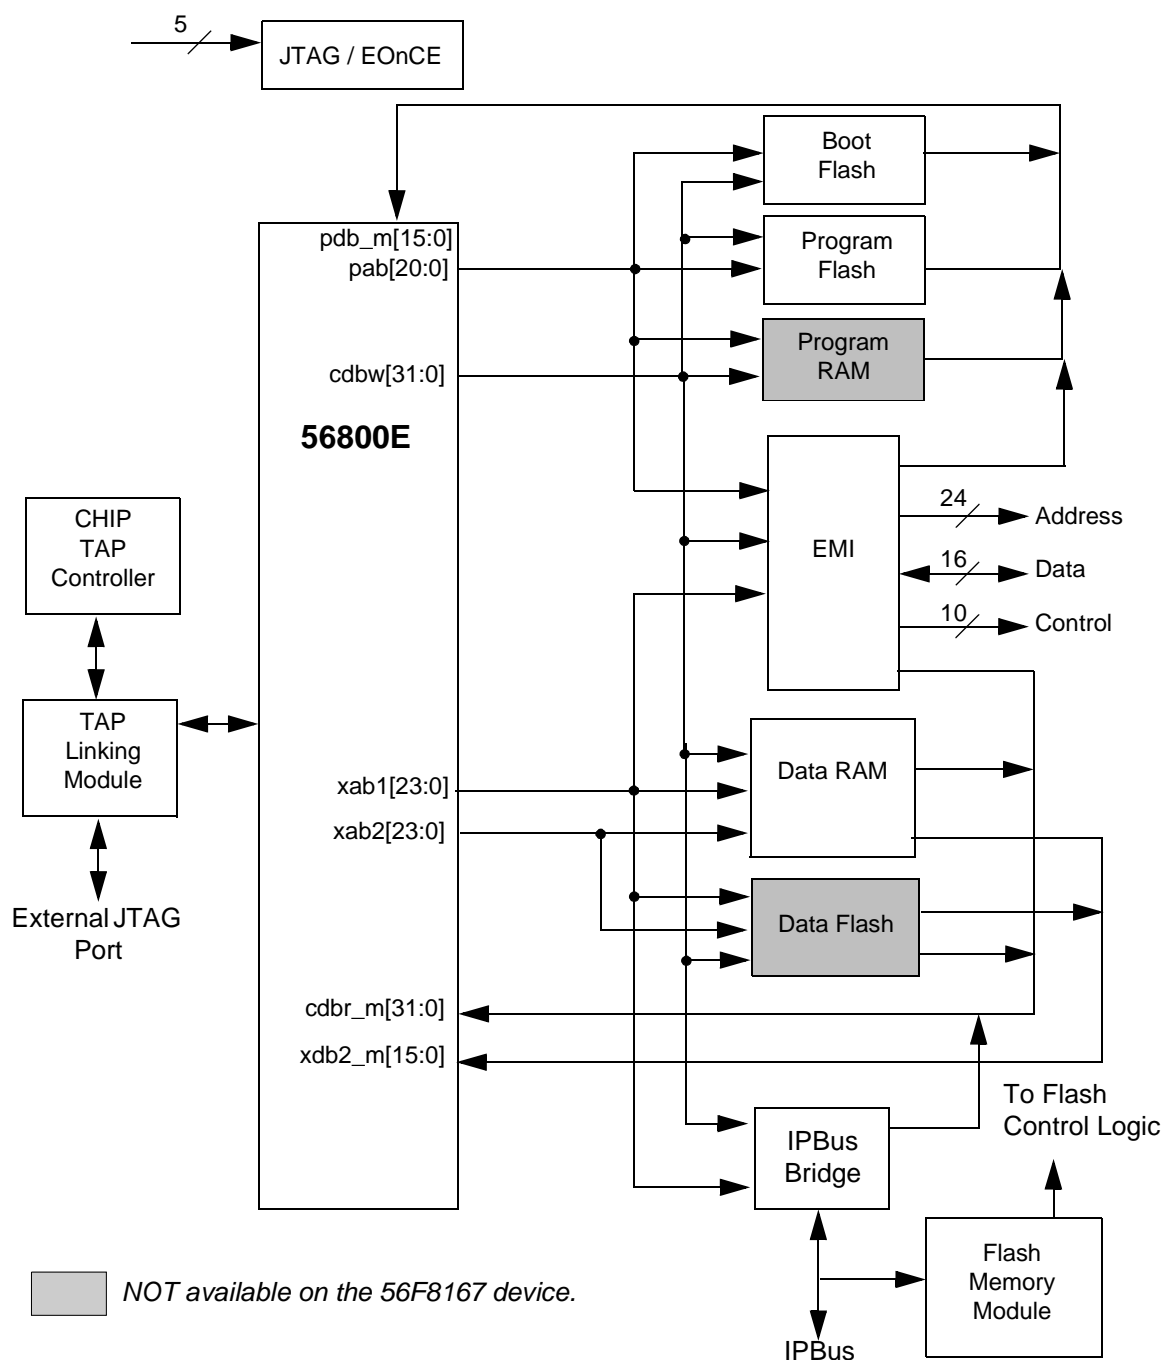 5
JTAG / EOnCE
Boot
Flash
pdb_m[15:0]
pab[20:0]
Program
Flash
Program
RAM
cdbw[31:0]
56800E
CHIP
TAP
Controller
EMI
24
Address
16
Data
10
Control
TAP
Linking
Module
Data RAM
xab1[23:0]
xab2[23:0]
External JTAG
Port
Data Flash
cdbr_m[31:0]
xdb2_m[15:0]
To Flash
Control Logic
IPBus
Bridge
Flash
Memory
Module
NOT available on the 56F8167 device.
IPBus